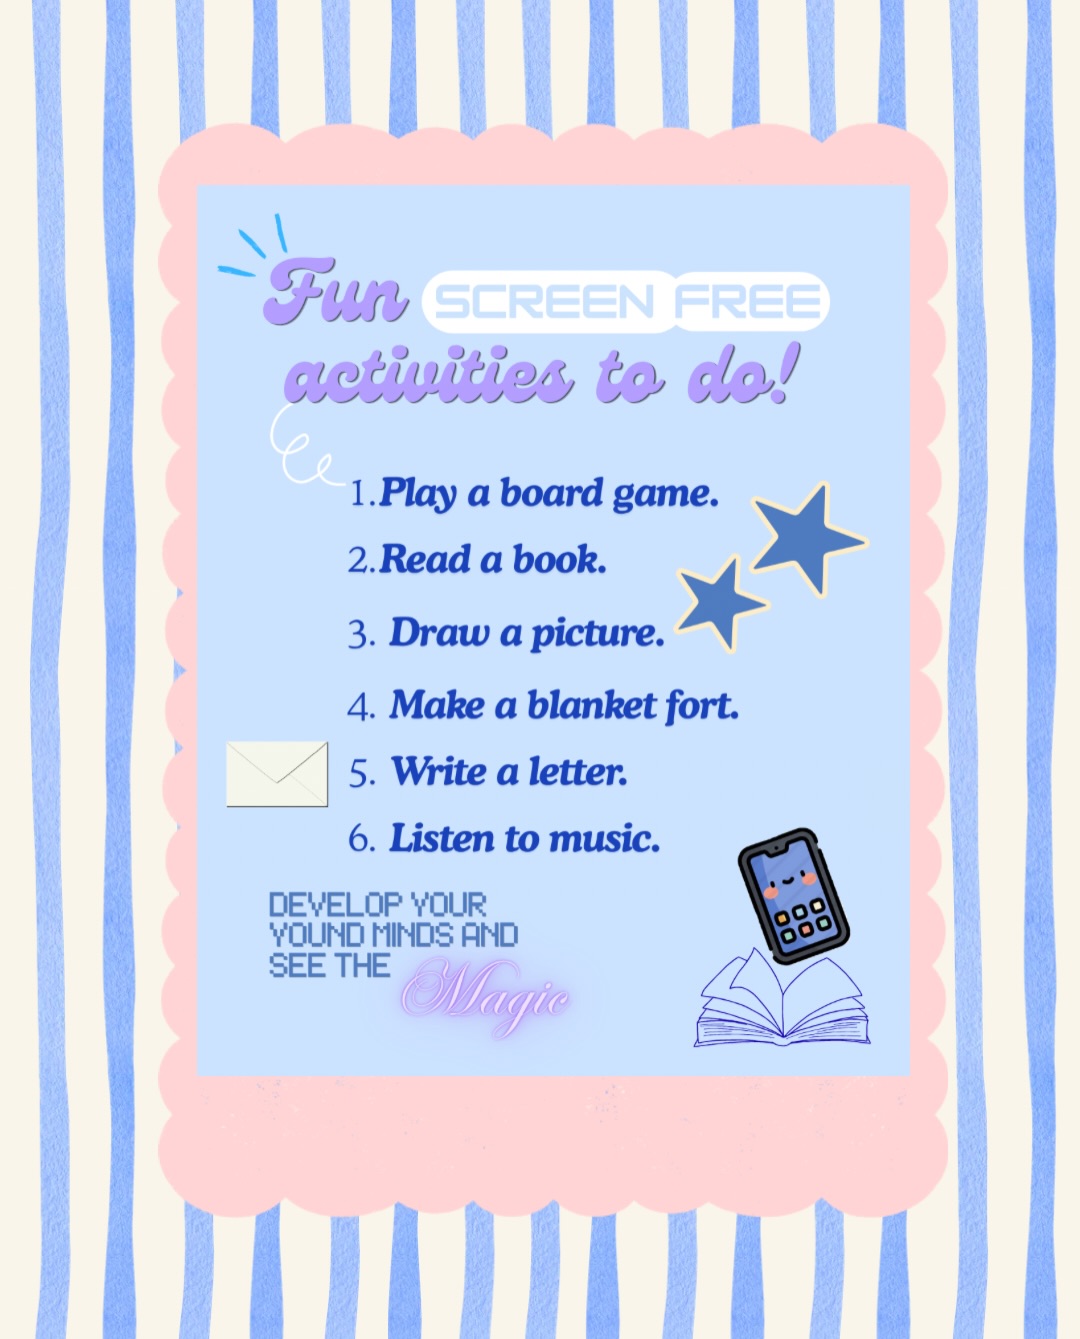 Fun SCREEN FREE
activities to do!
1. Play a board game.
2. Read a book.
3. Draw a picture.
4. Make a blanket fort.
5. Write a letter.
6. Listen to music.
DEVELOP YOUR
YOUND MINDS AND
SEE THE Magic